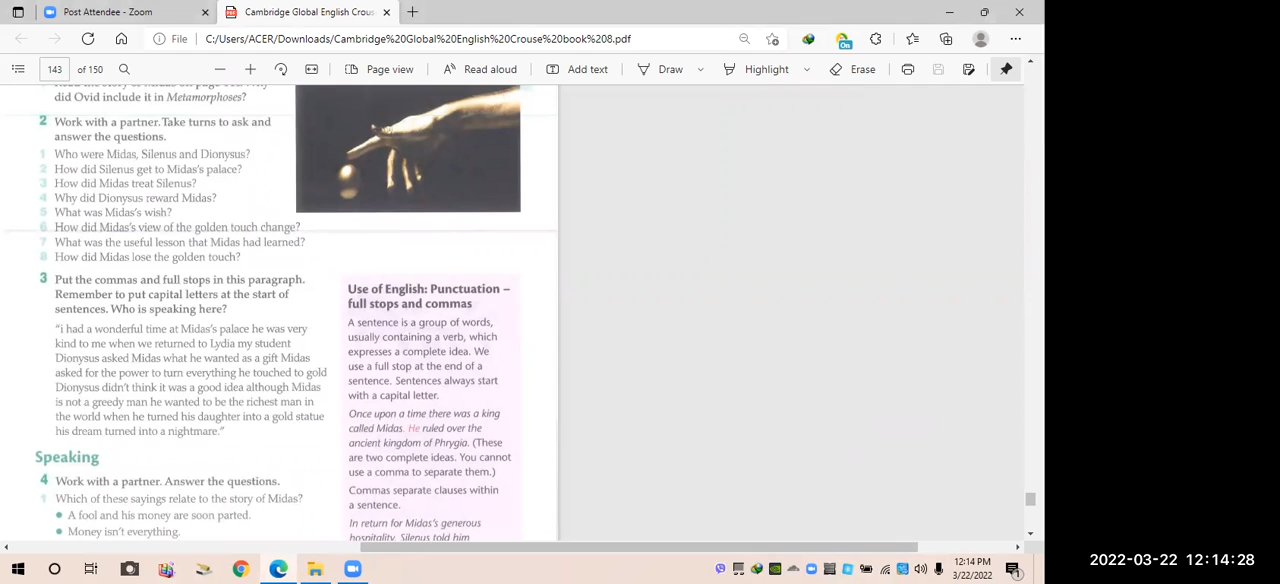 Post Attendee - Zoom
Cambridge Global English Crous
File
C:/Users/ACER/Downloads/Cambridge%20Global%20English%20Crouse%20book%208.pdf
On
143
of 150
Page view
Read aloud
Add text
Draw
Highlight
Erase
did Ovid include it in Metamorphoses?
2 Work with a partner. Take turns to ask and
answer the questions.
1 Who were Midas, Silenus and Dionysus?
2 How did Silenus get to Midas's palace?
3 How did Midas treat Silenus?
4 Why did Dionysus reward Midas?
5 What was Midas's wish?
6 How did Midas's view of the golden touch change?
7 What was the useful lesson that Midas had learned?
8 How did Midas lose the golden touch?
3 Put the commas and full stops in this paragraph.
Remember to put capital letters at the start of
sentences. Who is speaking here?
"i had a wonderful time at Midas's palace he was very
kind to me when we returned to Lydia my student
Dionysus asked Midas what he wanted as a gift Midas
asked for the power to turn everything he touched to gold
Dionysus didn't think it was a good idea although Midas
is not a greedy man he wanted to be the richest man in
the world when he turned his daughter into a gold statue
his dream turned into a nightmare."
Speaking
4 Work with a partner. Answer the questions.
1 Which of these sayings relate to the story of Midas?
• A fool and his money are soon parted.
• Money isn't everything.
Use of English: Punctuation –
full stops and commas
A sentence is a group of words,
usually containing a verb, which
expresses a complete idea. We
use a full stop at the end of a
sentence. Sentences always start
with a capital letter.
Once upon a time there was a king
called Midas. He ruled over the
ancient kingdom of Phrygia. (These
are two complete ideas. You cannot
use a comma to separate them.)
Commas separate clauses within
a sentence.
In return for Midas's generous
hospitality, Silenus told him
12:14 PM
3/22/2022
1
2022-03-22 12:14:28